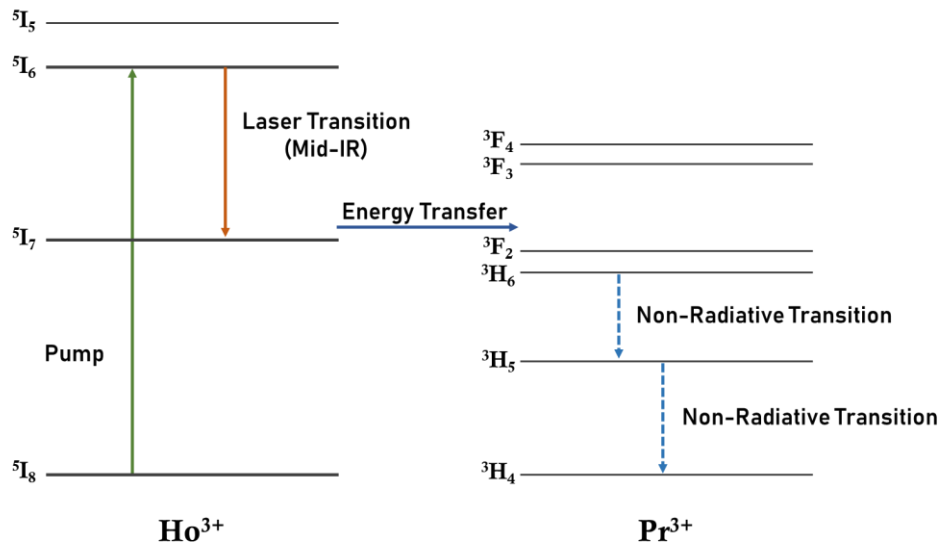 ⁵I₅
⁵I₆
Laser Transition
(Mid-IR)
³F₄
³F₃
Energy Transfer
⁵I₇
³F₂
³H₆
Non-Radiative Transition
Pump
³H₅
Non-Radiative Transition
⁵I₈
³H₄
Ho³⁺
Pr³⁺